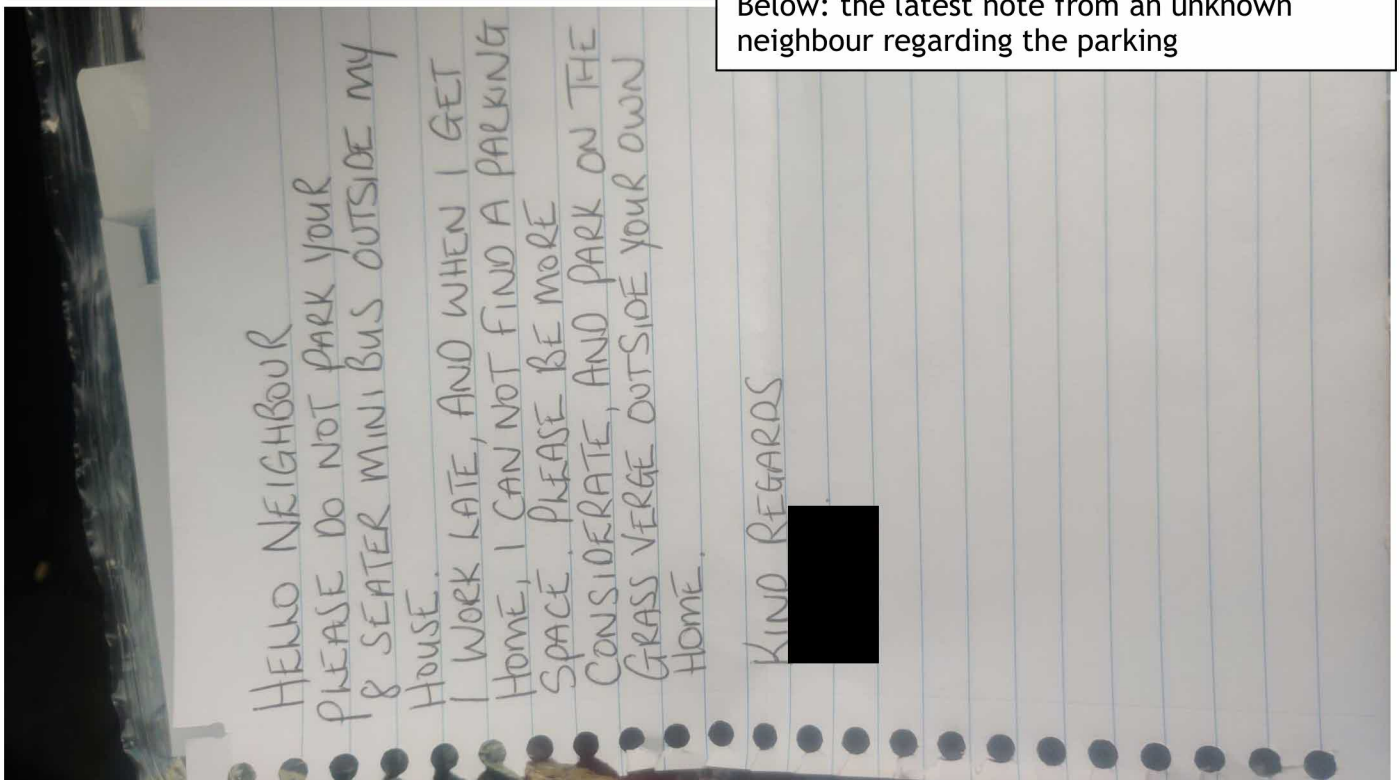 Below: the latest note from an unknown
neighbour regarding the parking
HELLO NEIGHBOUR
PLEASE DO NOT PARK YOUR
8 SEATER MINI BUS OUTSIDE MY
HOUSE.
I WORK LATE, AND WHEN I GET
HOME, I CAN NOT FIND A PARKING
SPACE. PLEASE BE MORE
CONSIDERATE, AND PARK ON THE
GRASS VERGE OUTSIDE YOUR OWN
HOME.
KIND REGARDS